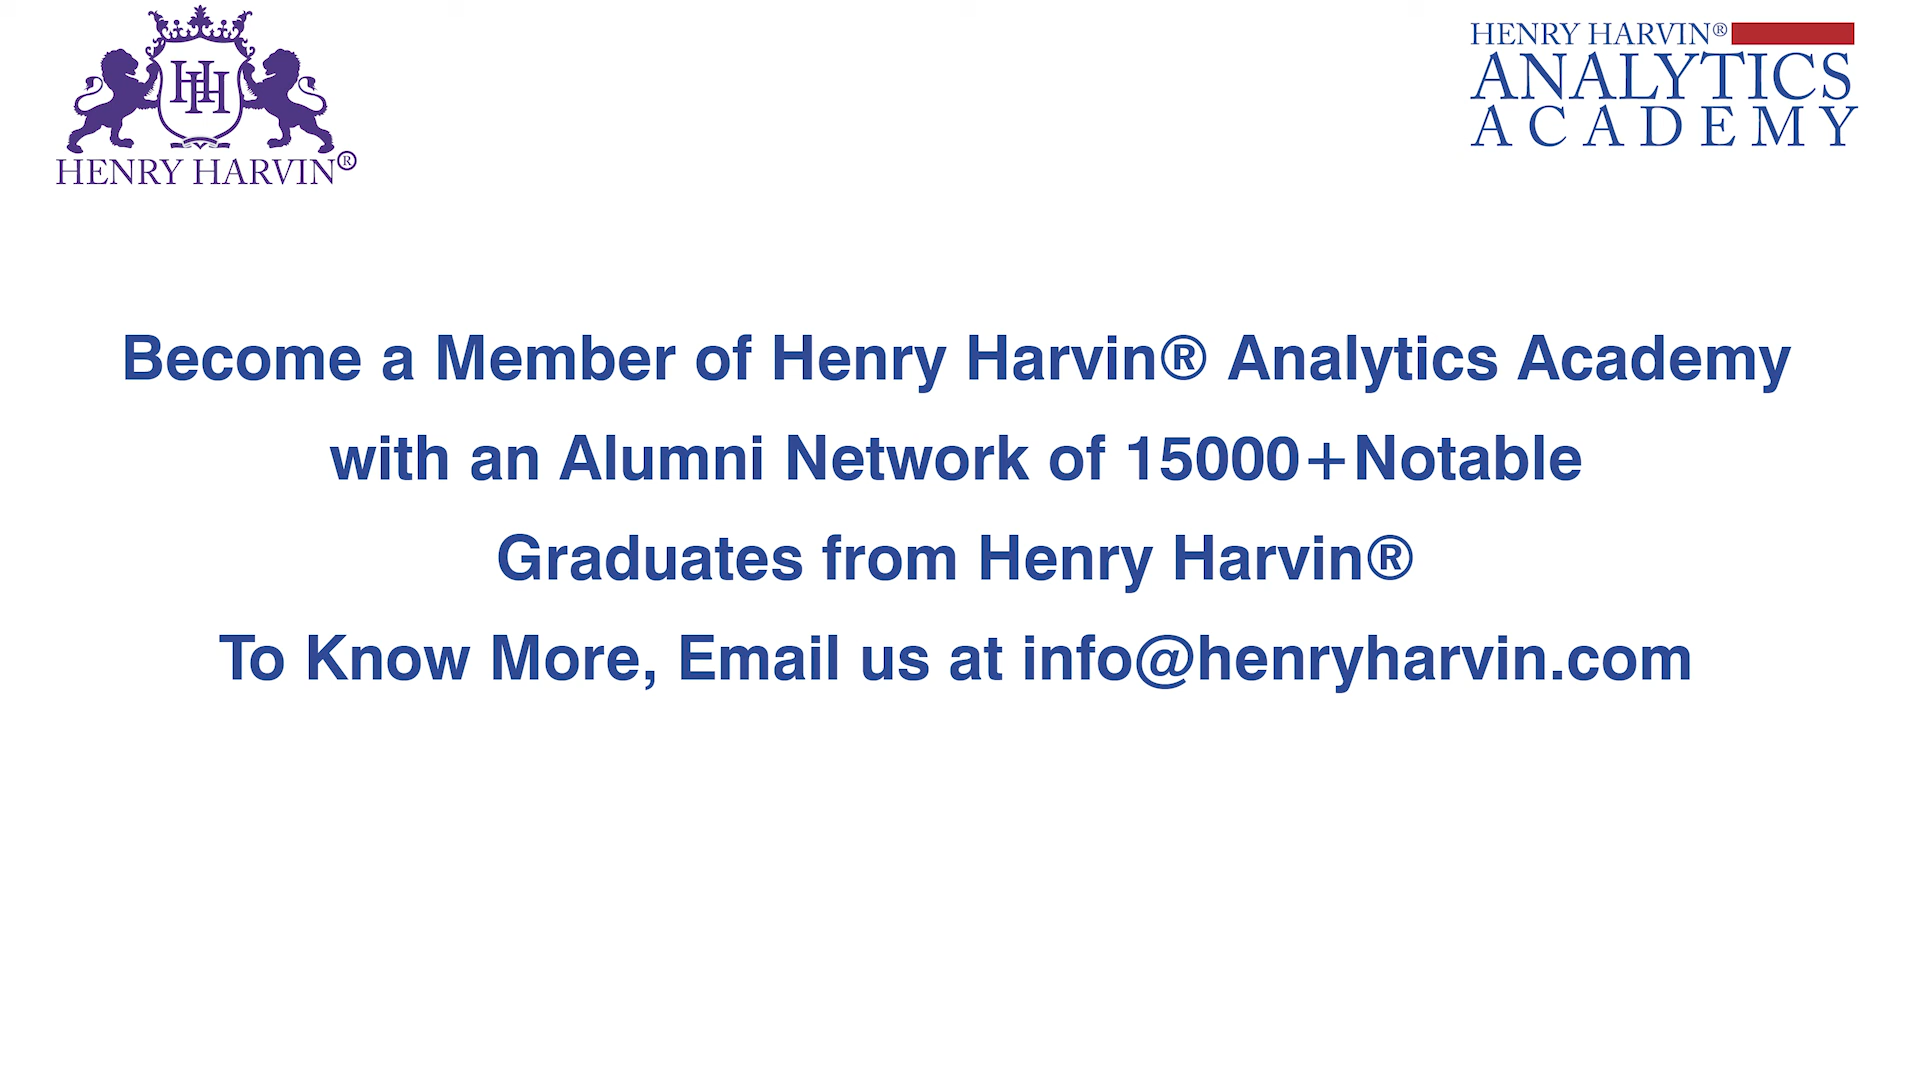 HH
HENRY HARVIN®
HENRY HARVIN®
ANALYTICS
ACADEMY
Become a Member of Henry Harvin® Analytics Academy
with an Alumni Network of 15000+Notable
Graduates from Henry Harvin®
To Know More, Email us at info@henryharvin.com